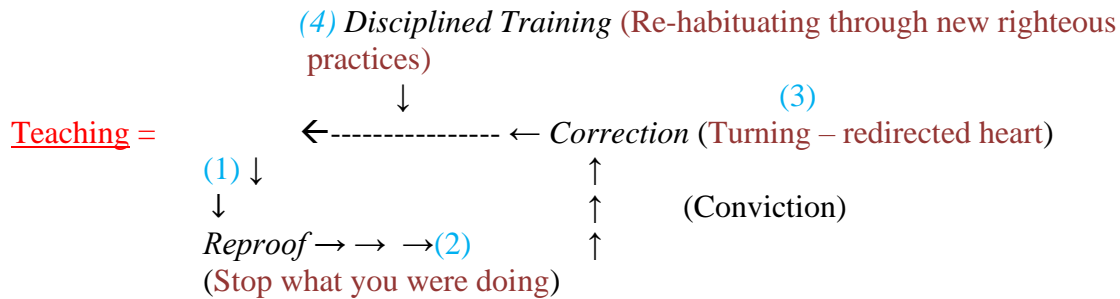 (4) Disciplined Training (Re-habituating through new righteous
practices)
↓ (3)
Teaching = ←---------------- ← Correction (Turning – redirected heart)
(1) ↓ ↑
↓ ↑ (Conviction)
Reproof → → →(2) ↑
(Stop what you were doing)